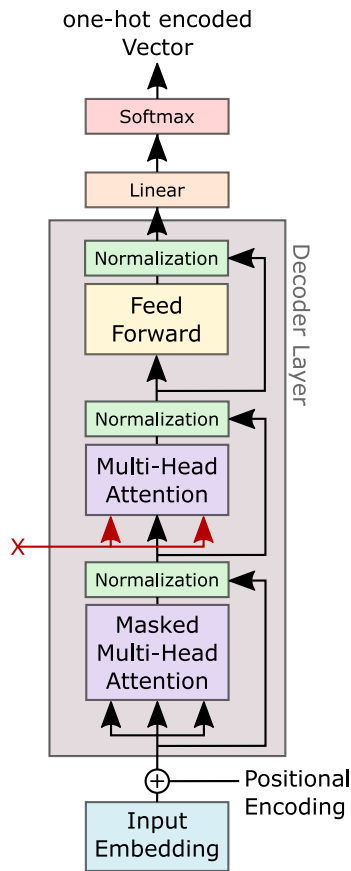 one-hot encoded
Vector
Softmax
Linear
Decoder Layer
Normalization
Feed
Forward
Normalization
Multi-Head
Attention
X
Normalization
Masked
Multi-Head
Attention
+
Positional
Encoding
Input
Embedding